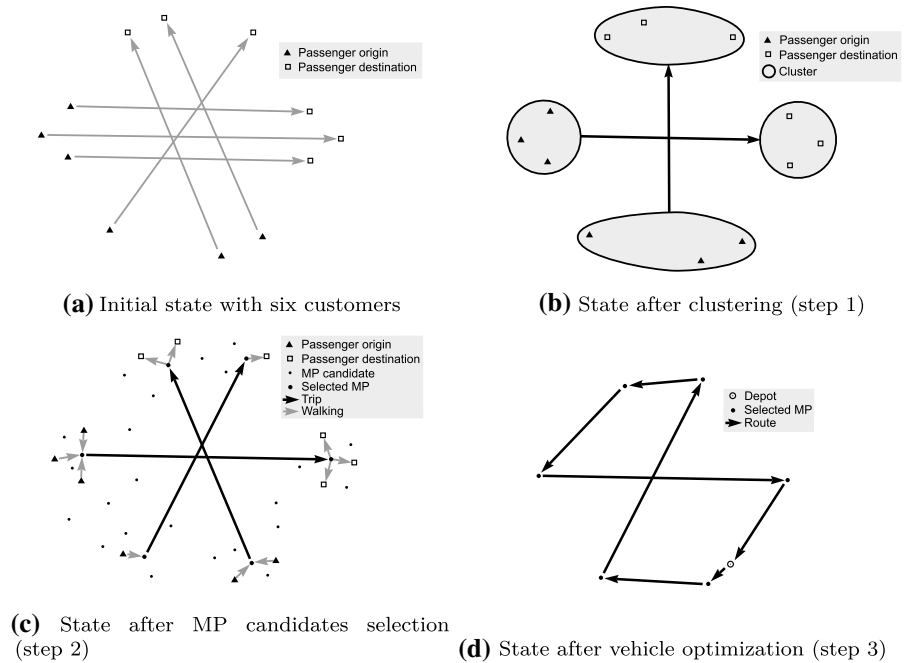 Passenger origin
Passenger destination
(a) Initial state with six customers
Passenger origin
Passenger destination
Cluster
(b) State after clustering (step 1)
Passenger origin
Passenger destination
MP candidate
Selected MP
Trip
Walking
(c) State after MP candidates selection
(step 2)
Depot
Selected MP
Route
(d) State after vehicle optimization (step 3)